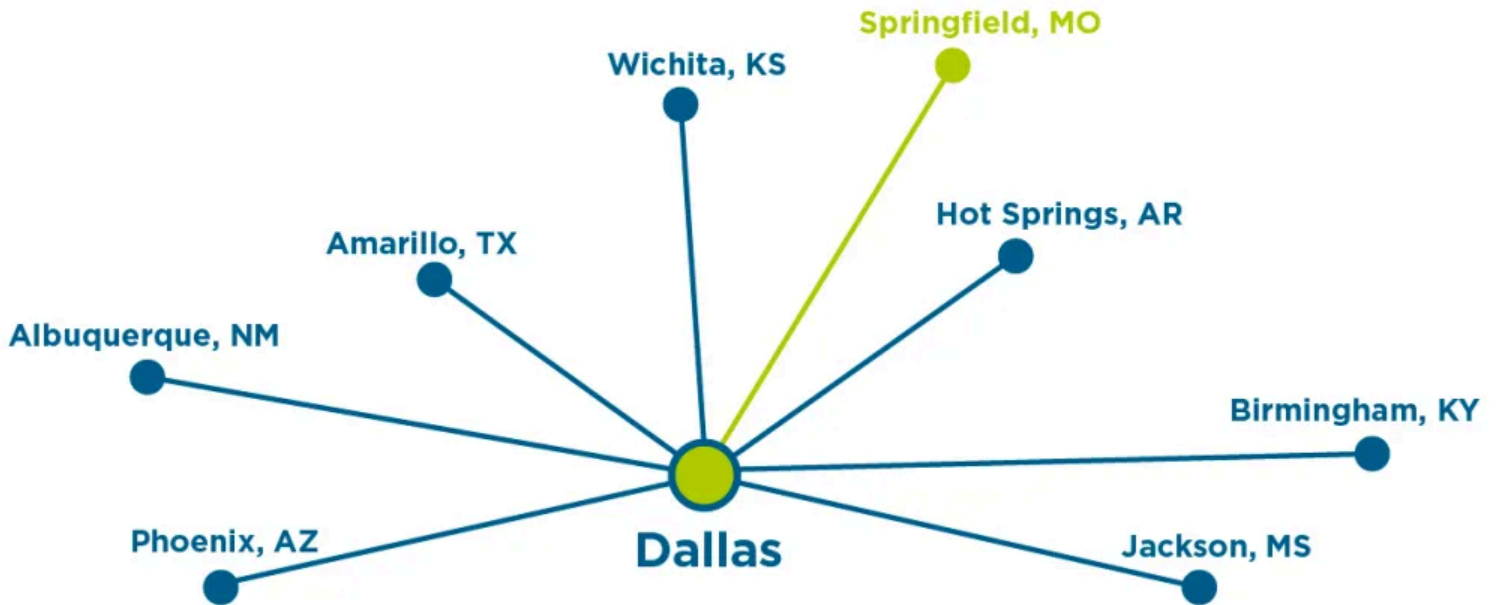 Springfield, MO
Wichita, KS
Hot Springs, AR
Amarillo, TX
Albuquerque, NM
Birmingham, KY
Phoenix, AZ
Dallas
Jackson, MS